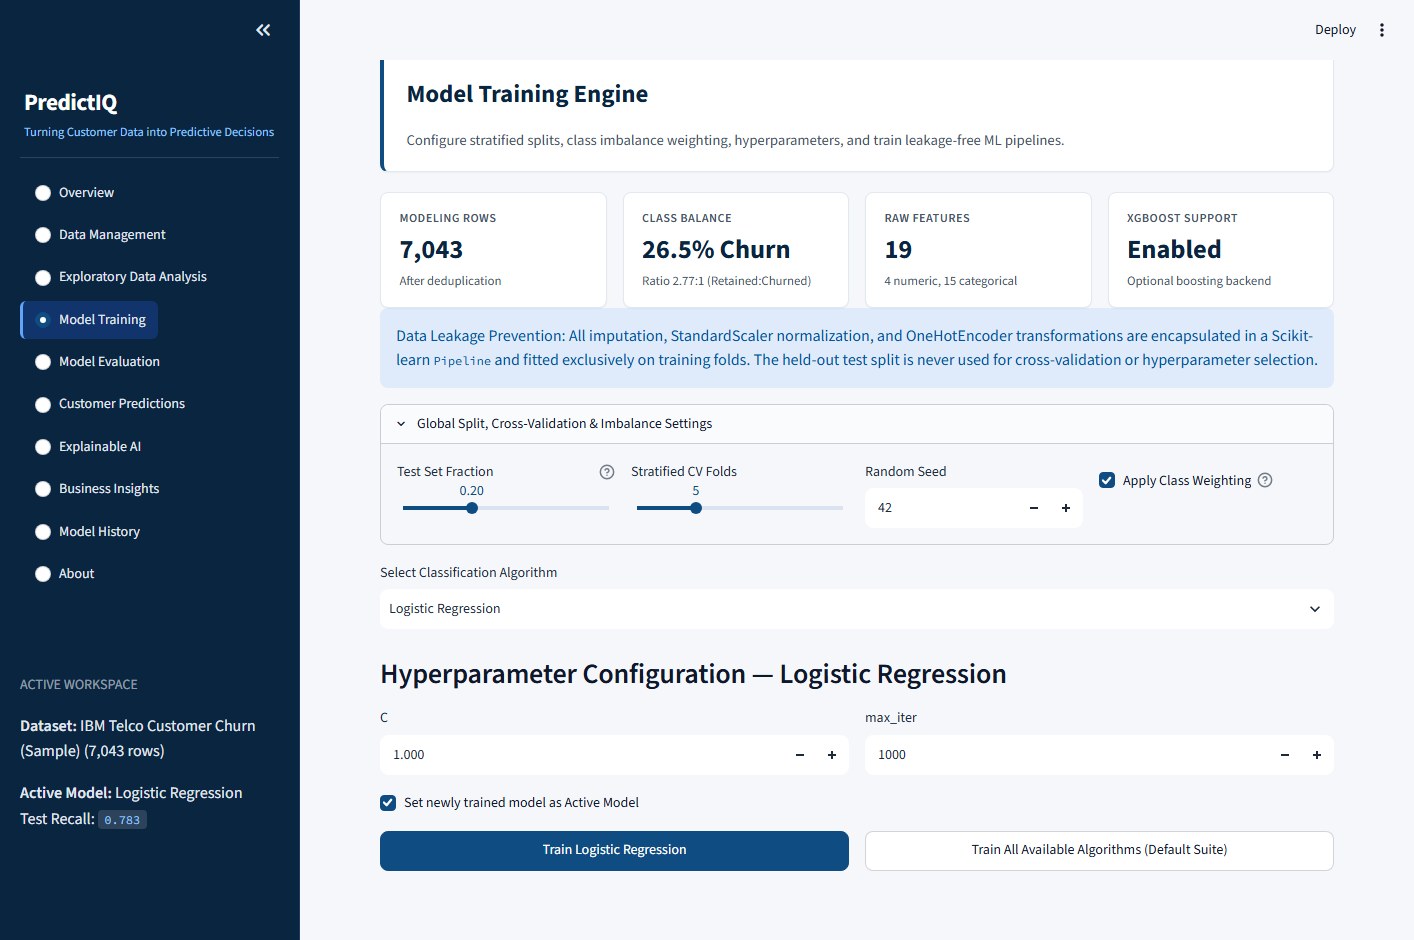 Deploy
PredictIQ
Turning Customer Data into Predictive Decisions
Overview
Data Management
Exploratory Data Analysis
Model Training
Model Evaluation
Customer Predictions
Explainable AI
Business Insights
Model History
About
ACTIVE WORKSPACE
Dataset: IBM Telco Customer Churn
(Sample) (7,043 rows)
Active Model: Logistic Regression
Test Recall: 0.783
Model Training Engine
Configure stratified splits, class imbalance weighting, hyperparameters, and train leakage-free ML pipelines.
MODELING ROWS
7,043
After deduplication
CLASS BALANCE
26.5% Churn
Ratio 2.77:1 (Retained:Churned)
RAW FEATURES
19
4 numeric, 15 categorical
XGBOOST SUPPORT
Enabled
Optional boosting backend
Data Leakage Prevention: All imputation, StandardScaler normalization, and OneHotEncoder transformations are encapsulated in a Scikit-
learn Pipeline and fitted exclusively on training folds. The held-out test split is never used for cross-validation or hyperparameter selection.
Global Split, Cross-Validation & Imbalance Settings
Test Set Fraction
0.20
Stratified CV Folds
5
Random Seed
42
Apply Class Weighting
Select Classification Algorithm
Logistic Regression
Hyperparameter Configuration — Logistic Regression
C
1.000
max_iter
1000
Set newly trained model as Active Model
Train Logistic Regression
Train All Available Algorithms (Default Suite)